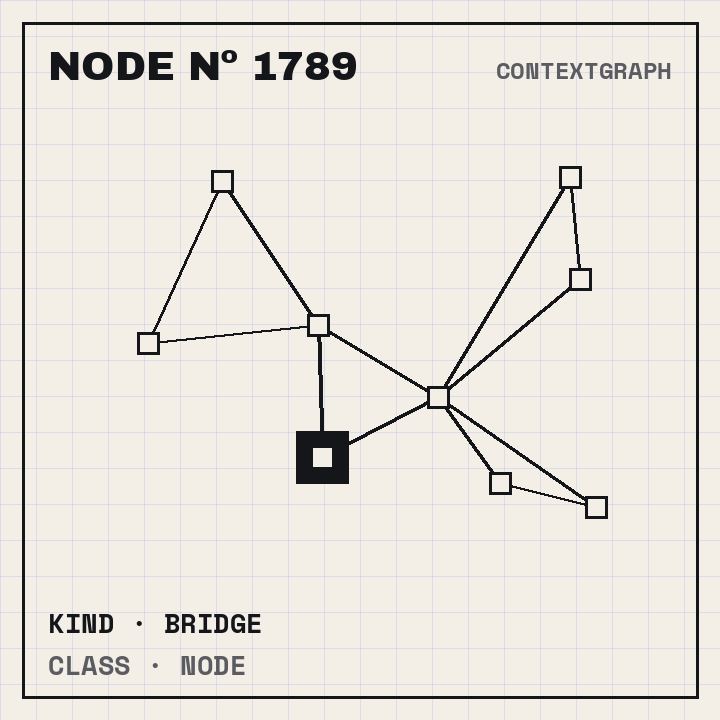 NODE Nº 1789
CONTEXTGRAPH
KIND · BRIDGE
CLASS · NODE